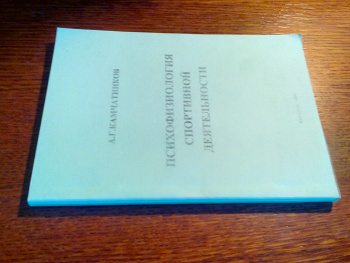 А.Г. КАМЧАТНИКОВ
ПСИХОФИЗИОЛОГИЯ
СПОРТИВНОЙ
ДЕЯТЕЛЬНОСТИ